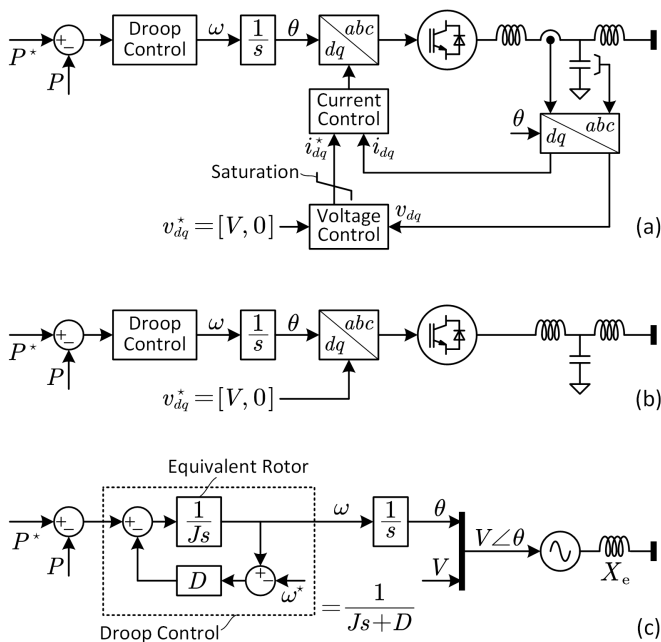 P* +− Droop Control ω 1/s θ abc dq
P
Current Control
i*dq idq
θ abc dq
Saturation
v*dq=[V, 0] Voltage Control vdq
(a)
P* +− Droop Control ω 1/s θ abc dq
P
v*dq=[V, 0]
(b)
Equivalent Rotor
P* +− +− 1/Js ω 1/s θ
P
V∠θ
D +− ω* V Xe
= 1/Js+D
Droop Control
(c)